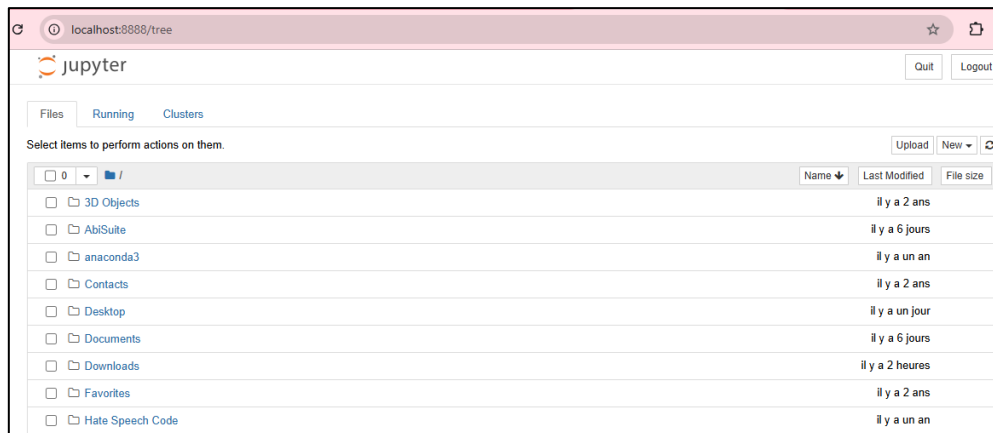 localhost:8888/tree
jupyter
Quit Logout
Files Running Clusters
Select items to perform actions on them.
Upload New
0 / Name Last Modified File size
3D Objects il y a 2 ans
AbiSuite il y a 6 jours
anaconda3 il y a un an
Contacts il y a 2 ans
Desktop il y a un jour
Documents il y a 6 jours
Downloads il y a 2 heures
Favorites il y a 2 ans
Hate Speech Code il y a un an